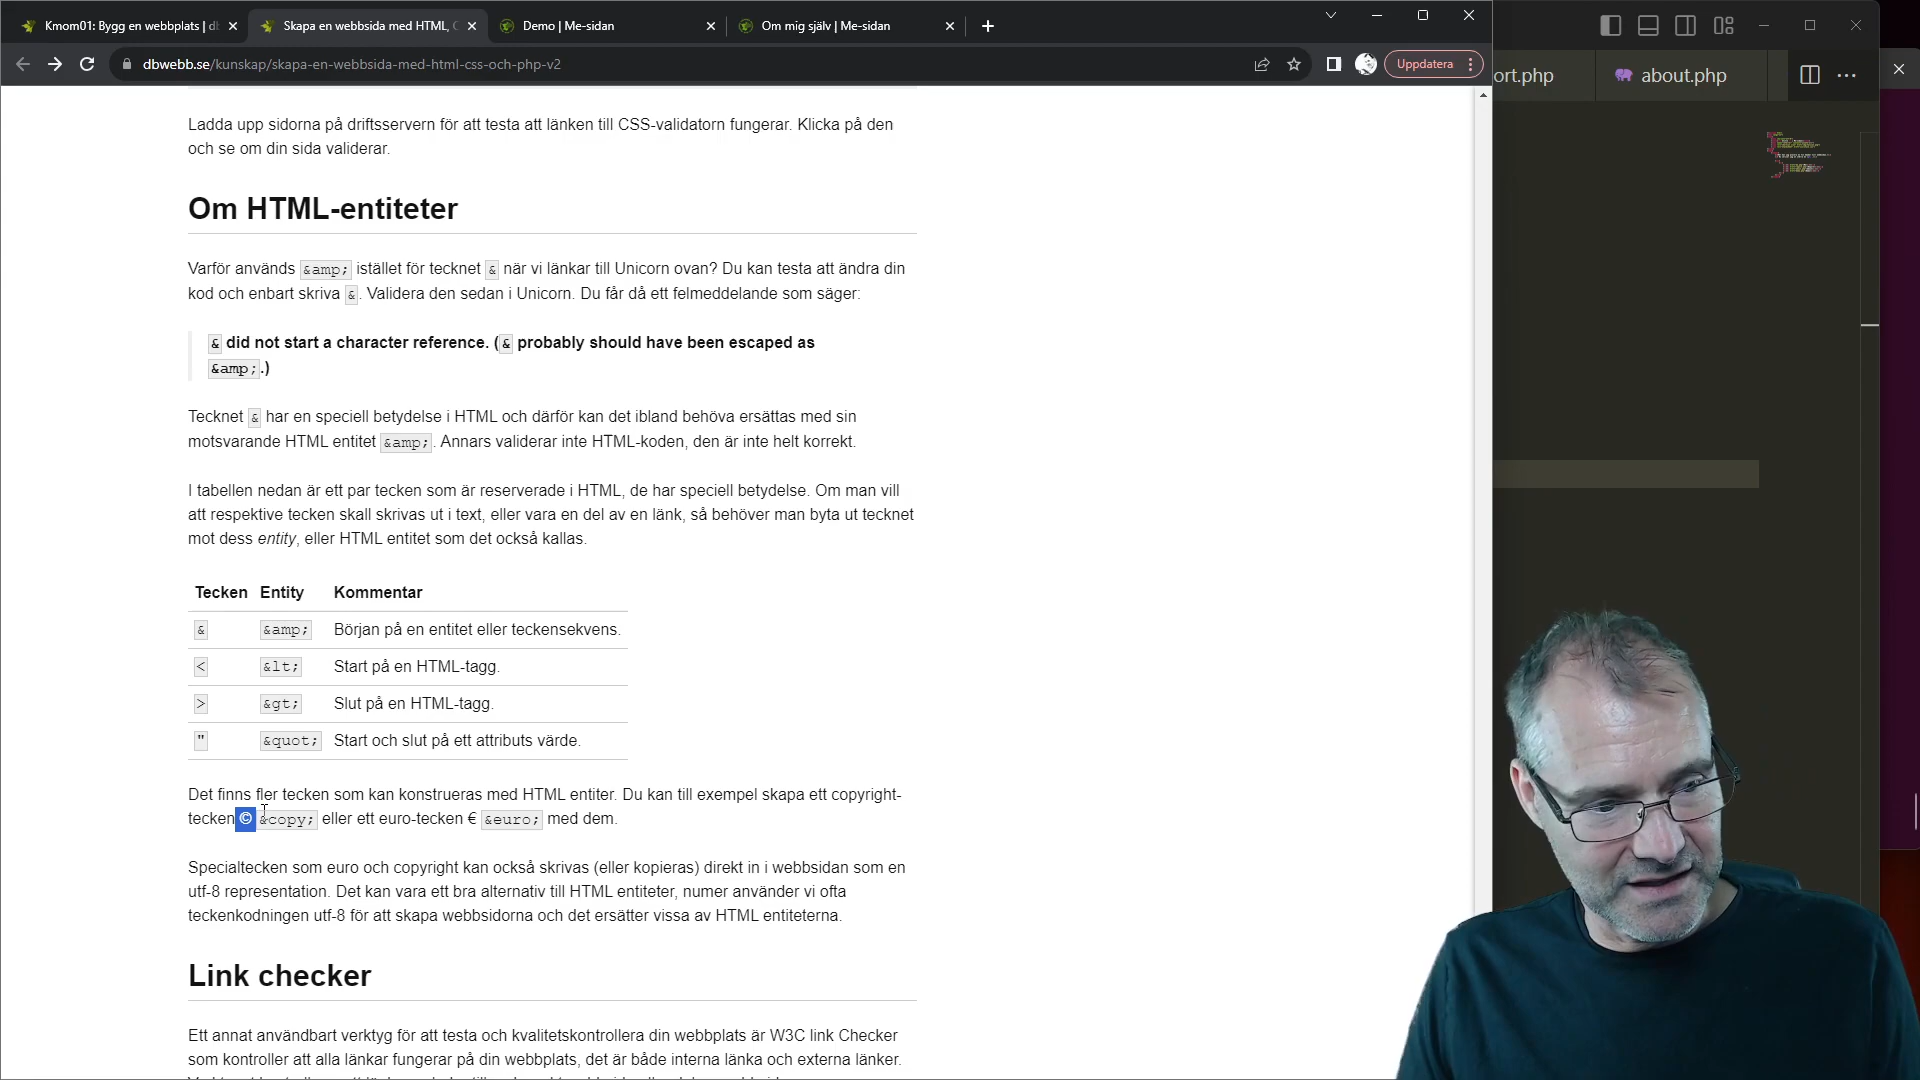 Kmom01: Bygg en webbplats | db
Skapa en webbsida med HTML, C
Demo | Me-sidan
Om mig själv | Me-sidan
dbwebb.se/kunskap/skapa-en-webbsida-med-html-css-och-php-v2
Uppdatera
ort.php
about.php
Ladda upp sidorna på driftsservern för att testa att länken till CSS-validatorn fungerar. Klicka på den
och se om din sida validerar.
Om HTML-entiteter
Varför används &amp; istället för tecknet & när vi länkar till Unicorn ovan? Du kan testa att ändra din
kod och enbart skriva &. Validera den sedan i Unicorn. Du får då ett felmeddelande som säger:
& did not start a character reference. (& probably should have been escaped as
&amp;.)
Tecknet & har en speciell betydelse i HTML och därför kan det ibland behöva ersättas med sin
motsvarande HTML entitet &amp;. Annars validerar inte HTML-koden, den är inte helt korrekt.
I tabellen nedan är ett par tecken som är reserverade i HTML, de har speciell betydelse. Om man vill
att respektive tecken skall skrivas ut i text, eller vara en del av en länk, så behöver man byta ut tecknet
mot dess entity, eller HTML entitet som det också kallas.
Tecken Entity Kommentar
& &amp; Början på en entitet eller teckensekvens.
< &lt; Start på en HTML-tagg.
> &gt; Slut på en HTML-tagg.
" &quot; Start och slut på ett attributs värde.
Det finns fler tecken som kan konstrueras med HTML entiter. Du kan till exempel skapa ett copyright-
tecken © &copy; eller ett euro-tecken € &euro; med dem.
Specialtecken som euro och copyright kan också skrivas (eller kopieras) direkt in i webbsidan som en
utf-8 representation. Det kan vara ett bra alternativ till HTML entiteter, numer använder vi ofta
teckenkodningen utf-8 för att skapa webbsidorna och det ersätter vissa av HTML entiteterna.
Link checker
Ett annat användbart verktyg för att testa och kvalitetskontrollera din webbplats är W3C link Checker
som kontroller att alla länkar fungerar på din webbplats, det är både interna länka och externa länker.